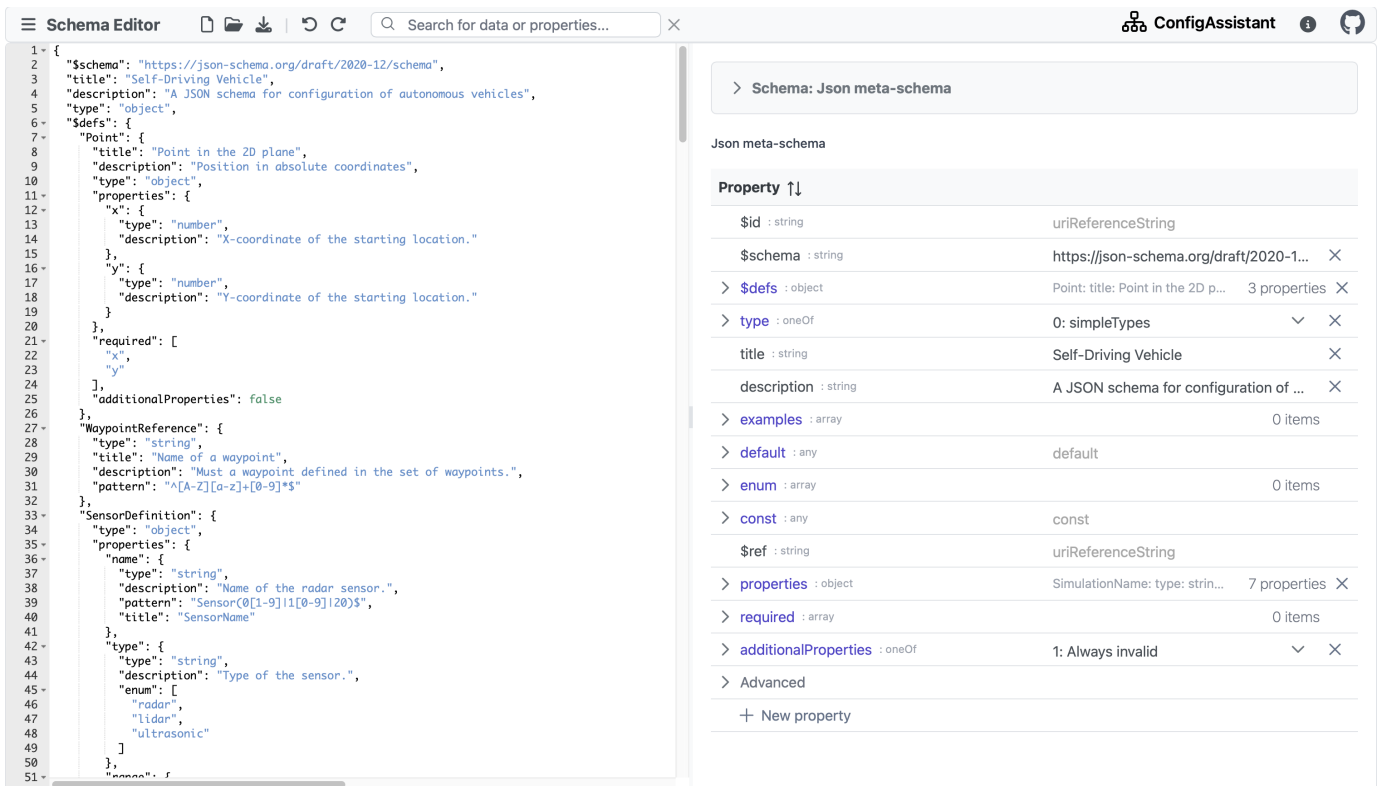 Schema Editor
Search for data or properties...
ConfigAssistant
1 {
2 "$schema": "https://json-schema.org/draft/2020-12/schema",
3 "title": "Self-Driving Vehicle",
4 "description": "A JSON schema for configuration of autonomous vehicles",
5 "type": "object",
6 "$defs": {
7 "Point": {
8 "title": "Point in the 2D plane",
9 "description": "Position in absolute coordinates",
10 "type": "object",
11 "properties": {
12 "x": {
13 "type": "number",
14 "description": "X-coordinate of the starting location."
15 },
16 "y": {
17 "type": "number",
18 "description": "Y-coordinate of the starting location."
19 }
20 },
21 "required": [
22 "x",
23 "y"
24 ],
25 "additionalProperties": false
26 },
27 "WaypointReference": {
28 "type": "string",
29 "title": "Name of a waypoint",
30 "description": "Must a waypoint defined in the set of waypoints.",
31 "pattern": "^[A-Z][a-z]+[0-9]*$"
32 },
33 "SensorDefinition": {
34 "type": "object",
35 "properties": {
36 "name": {
37 "type": "string",
38 "description": "Name of the radar sensor.",
39 "pattern": "Sensor(0[1-9]|1[0-9]|20)$",
40 "title": "SensorName"
41 },
42 "type": {
43 "type": "string",
44 "description": "Type of the sensor.",
45 "enum": [
46 "radar",
47 "lidar",
48 "ultrasonic"
49 ]
50 },
51 "range": {
Schema: Json meta-schema
Json meta-schema
Property
$id : string uriReferenceString
$schema : string https://json-schema.org/draft/2020-1...
$defs : object Point: title: Point in the 2D p... 3 properties
type : oneOf 0: simpleTypes
title : string Self-Driving Vehicle
description : string A JSON schema for configuration of ...
examples : array 0 items
default : any default
enum : array 0 items
const : any const
$ref : string uriReferenceString
properties : object SimulationName: type: strin... 7 properties
required : array 0 items
additionalProperties : oneOf 1: Always invalid
Advanced
New property